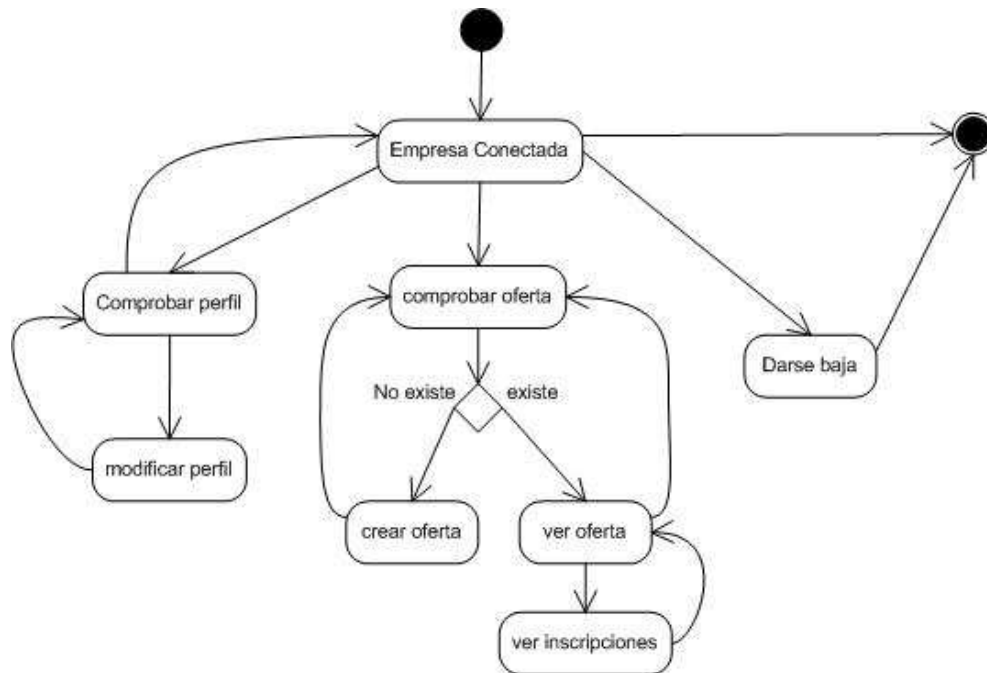 Empresa Conectada
Comprobar perfil
comprobar oferta
Darse baja
No existe
existe
modificar perfil
crear oferta
ver oferta
ver inscripciones